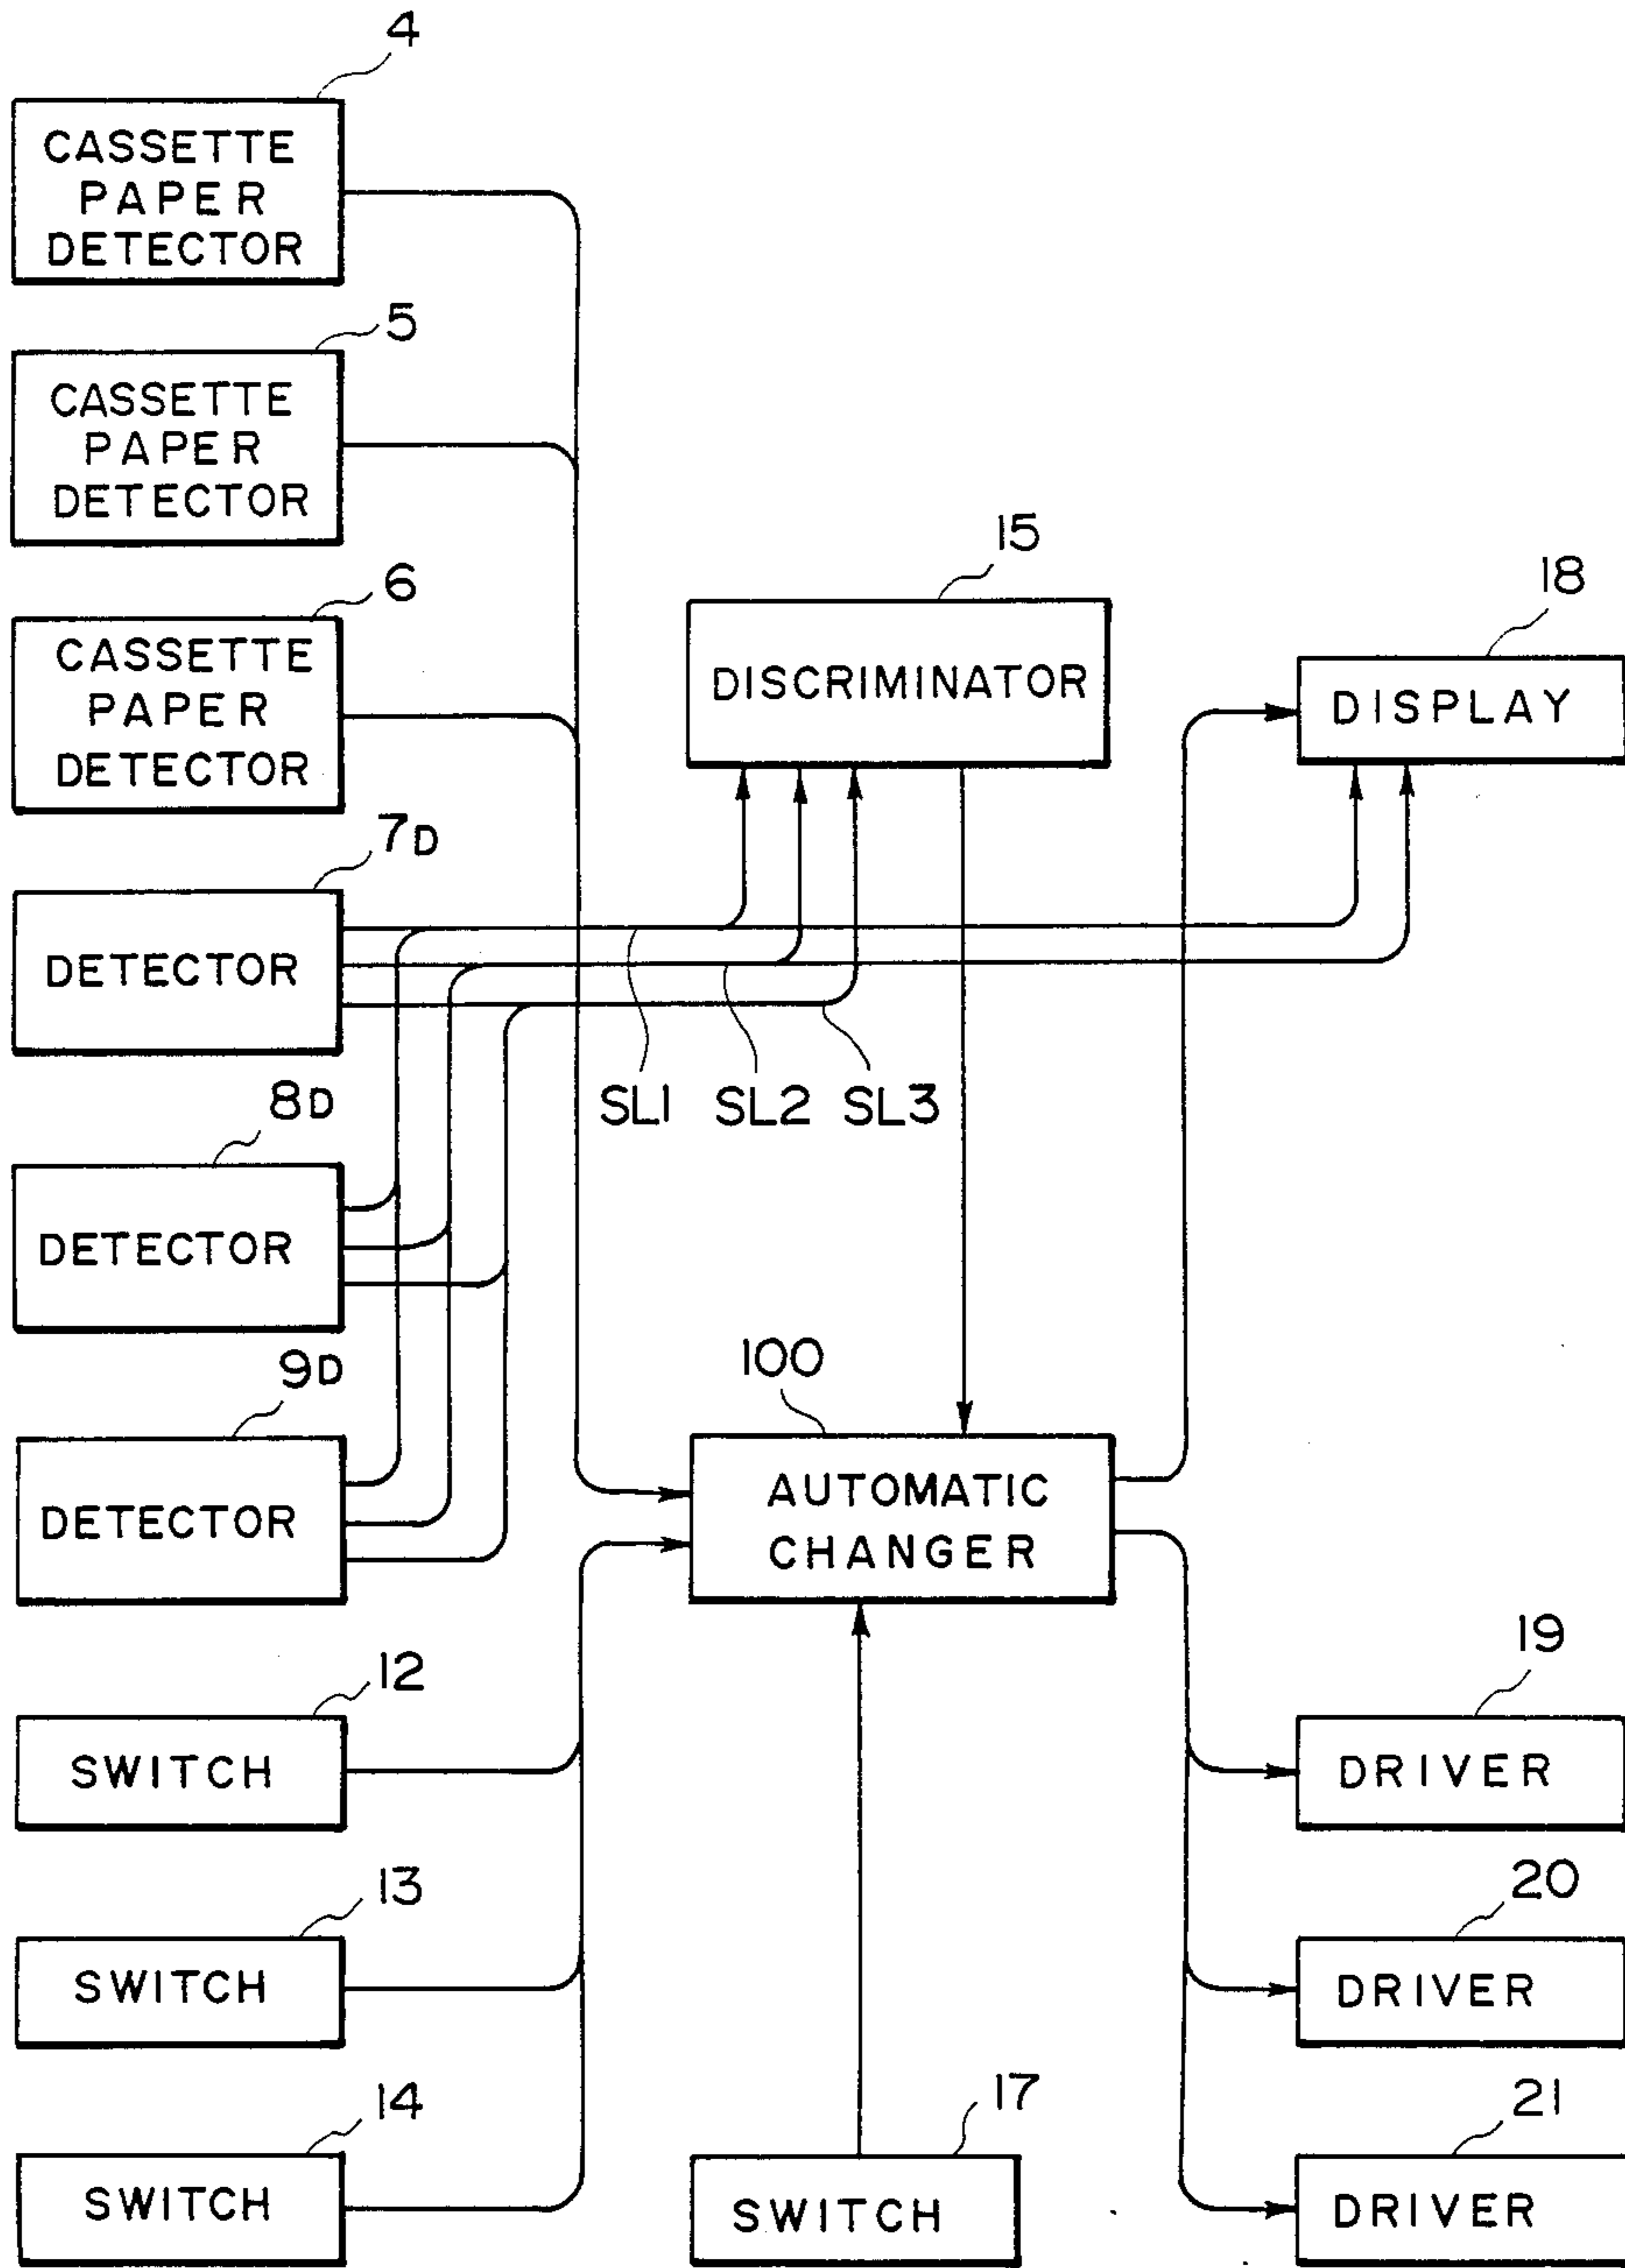 4
CASSETTE
PAPER
DETECTOR
5
CASSETTE
PAPER
DETECTOR
6
CASSETTE
PAPER
DETECTOR
15
DISCRIMINATOR
18
DISPLAY
7D
DETECTOR
SL1
SL2
SL3
8D
DETECTOR
9D
DETECTOR
100
AUTOMATIC
CHANGER
12
SWITCH
13
SWITCH
14
SWITCH
17
SWITCH
19
DRIVER
20
DRIVER
21
DRIVER